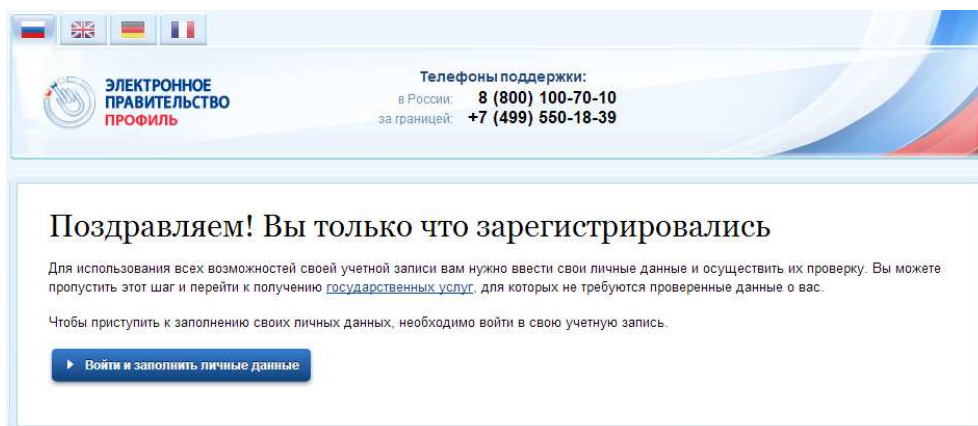 ЭЛЕКТРОННОЕ
ПРАВИТЕЛЬСТВО
ПРОФИЛЬ
Телефоны поддержки:
в России: 8 (800) 100-70-10
за границей: +7 (499) 550-18-39
Поздравляем! Вы только что зарегистрировались
Для использования всех возможностей своей учетной записи вам нужно ввести свои личные данные и осуществить их проверку. Вы можете
пропустить этот шаг и перейти к получению государственных услуг, для которых не требуются проверенные данные о вас.
Чтобы приступить к заполнению своих личных данных, необходимо войти в свою учетную запись.
Войти и заполнить личные данные